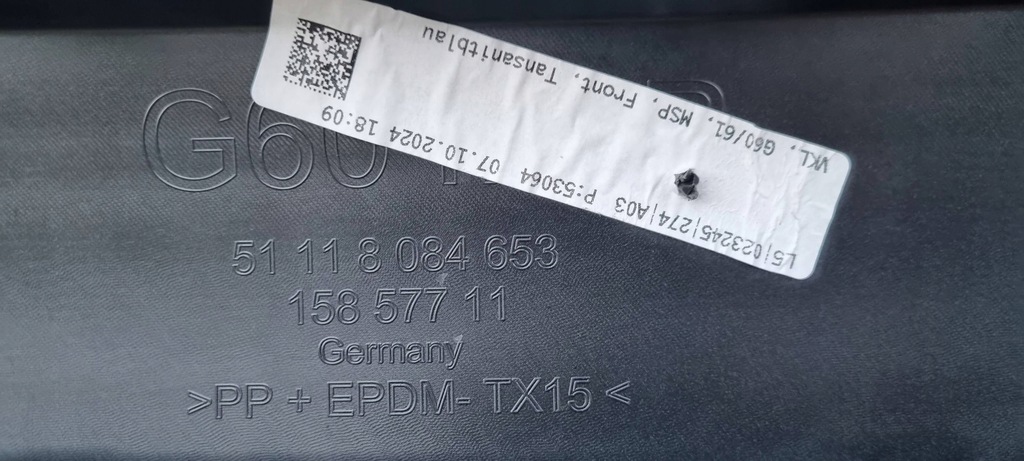 VKL, G60/61, MSP, Front, Tansanitblau
L5|023245|274|A03 P:53064 07.10.2024 18:09
G60
51 11 8 084 653
158 577 11
Germany
>PP + EPDM- TX15 <